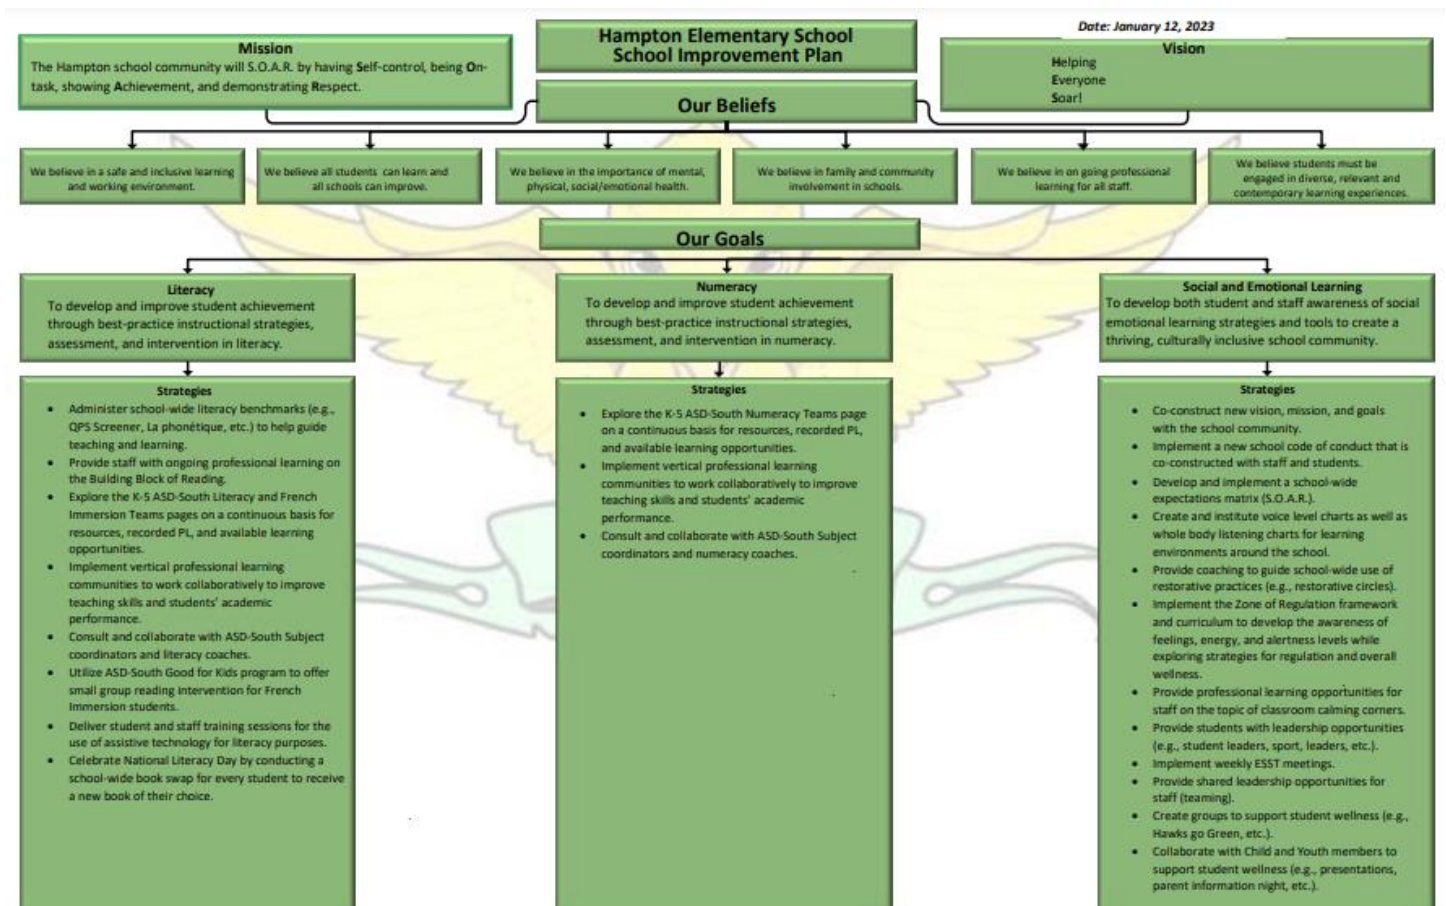 Date: January 12, 2023
Hampton Elementary School
School Improvement Plan
Mission
The Hampton school community will S.O.A.R. by having Self-control, being On-
task, showing Achievement, and demonstrating Respect.
Vision
Helping
Everyone
Soar!
Our Beliefs
We believe in a safe and inclusive learning
and working environment.
We believe all students can learn and
all schools can improve.
We believe in the importance of mental,
physical, social/emotional health.
We believe in family and community
involvement in schools.
We believe in on going professional
learning for all staff.
We believe students must be
engaged in diverse, relevant and
contemporary learning experiences.
Our Goals
Literacy
To develop and improve student achievement
through best-practice instructional strategies,
assessment, and intervention in literacy.
Strategies
• Administer school-wide literacy benchmarks (e.g.,
QPS Screener, La phonétique, etc.) to help guide
teaching and learning.
• Provide staff with ongoing professional learning on
the Building Block of Reading.
• Explore the K-5 ASD-South Literacy and French
Immersion Teams pages on a continuous basis for
resources, recorded PL, and available learning
opportunities.
• Implement vertical professional learning
communities to work collaboratively to improve
teaching skills and students' academic
performance.
• Consult and collaborate with ASD-South Subject
coordinators and literacy coaches.
• Utilize ASD-South Good for Kids program to offer
small group reading intervention for French
Immersion students.
• Deliver student and staff training sessions for the
use of assistive technology for literacy purposes.
• Celebrate National Literacy Day by conducting a
school-wide book swap for every student to receive
a new book of their choice.
Numeracy
To develop and improve student achievement
through best-practice instructional strategies,
assessment, and intervention in numeracy.
Strategies
• Explore the K-5 ASD-South Numeracy Teams page
on a continuous basis for resources, recorded PL,
and available learning opportunities.
• Implement vertical professional learning
communities to work collaboratively to improve
teaching skills and students' academic
performance.
• Consult and collaborate with ASD-South Subject
coordinators and numeracy coaches.
Social and Emotional Learning
To develop both student and staff awareness of social
emotional learning strategies and tools to create a
thriving, culturally inclusive school community.
Strategies
• Co-construct new vision, mission, and goals
with the school community.
• Implement a new school code of conduct that is
co-constructed with staff and students.
• Develop and implement a school-wide
expectations matrix (S.O.A.R.).
• Create and institute voice level charts as well as
whole body listening charts for learning
environments around the school.
• Provide coaching to guide school-wide use of
restorative practices (e.g., restorative circles).
• Implement the Zone of Regulation framework
and curriculum to develop the awareness of
feelings, energy, and alertness levels while
exploring strategies for regulation and overall
wellness.
• Provide professional learning opportunities for
staff on the topic of classroom calming corners.
• Provide students with leadership opportunities
(e.g., student leaders, sport, leaders, etc.).
• Implement weekly ESST meetings.
• Provide shared leadership opportunities for
staff (teaming).
• Create groups to support student wellness (e.g.,
Hawks go Green, etc.).
• Collaborate with Child and Youth members to
support student wellness (e.g., presentations,
parent information night, etc.).